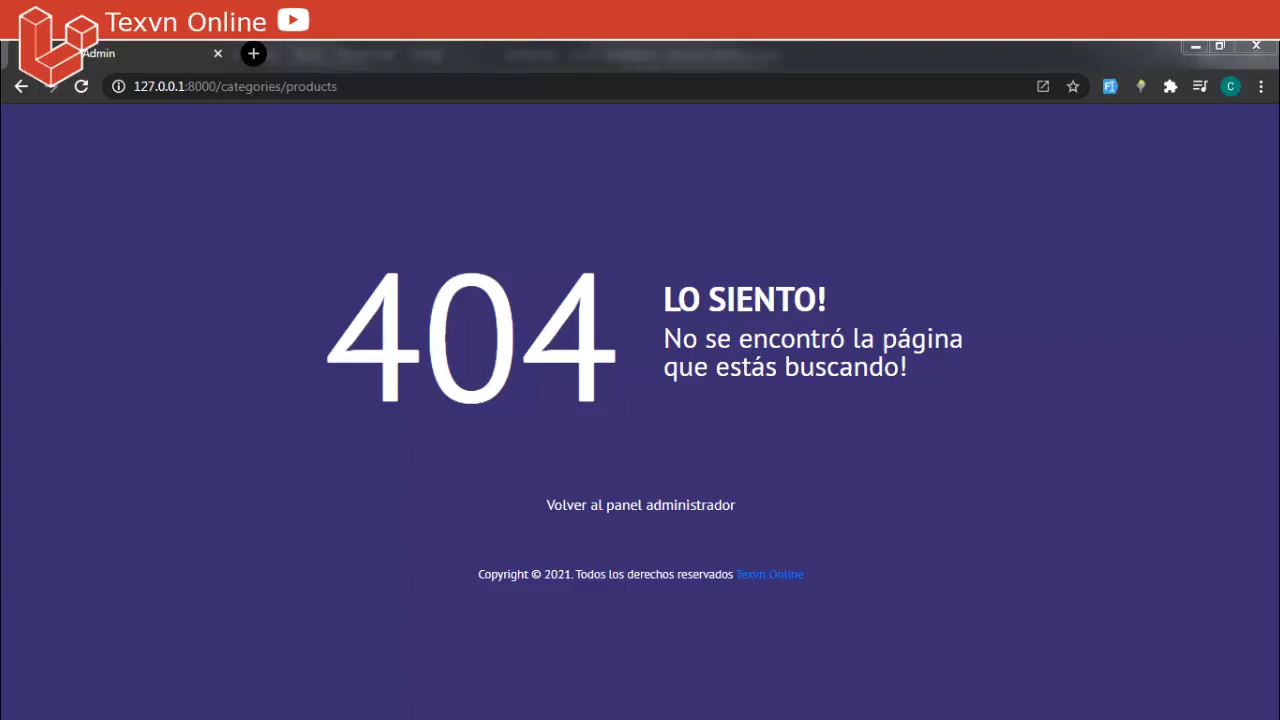 Texvn Online
Admin
127.0.0.1:8000/categories/products
C
404
LO SIENTO!
No se encontró la página
que estás buscando!
Volver al panel administrador
Copyright © 2021. Todos los derechos reservados Texvn Online